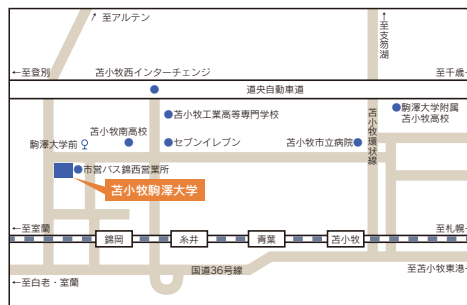 ↗ 至アルテン
↑至支笏湖
←至登別
苫小牧西インターチェンジ
至千歳→
道央自動車道
苫小牧工業高等専門学校
駒澤大学附属
苫小牧高校
苫小牧南高校
セブンイレブン
苫小牧市立病院
苫小牧環状線
駒澤大学前
市営バス錦西営業所
苫小牧駒澤大学
←至室蘭
至札幌→
錦岡
糸井
青葉
苫小牧
国道36号線
至苫小牧東港→
←至白老・室蘭